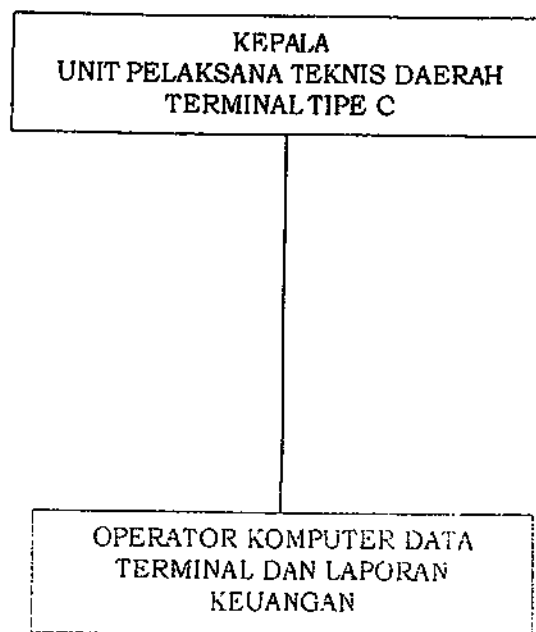 KEPALA
UNIT PELAKSANA TEKNIS DAERAH
TERMINAL TIPE C
OPERATOR KOMPUTER DATA
TERMINAL DAN LAPORAN
KEUANGAN